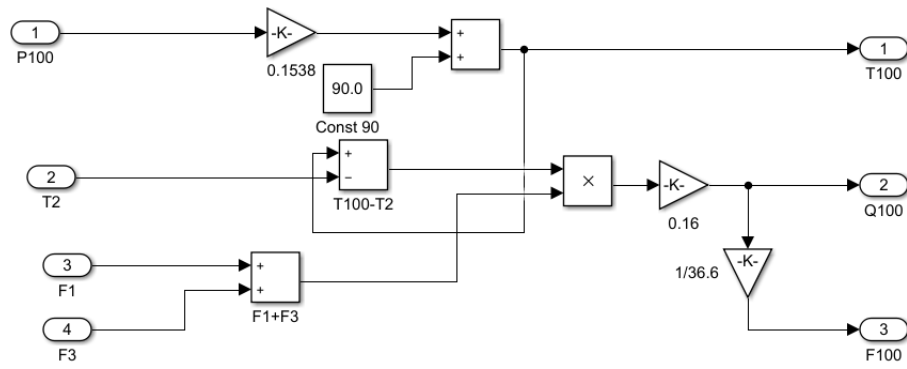 1
-K-
+
+
1
P100
0.1538
90.0
T100
Const 90
2
+
−
×
-K-
2
T2
T100-T2
0.16
Q100
3
+
+
-K-
F1
1/36.6
4
F1+F3
3
F3
F100